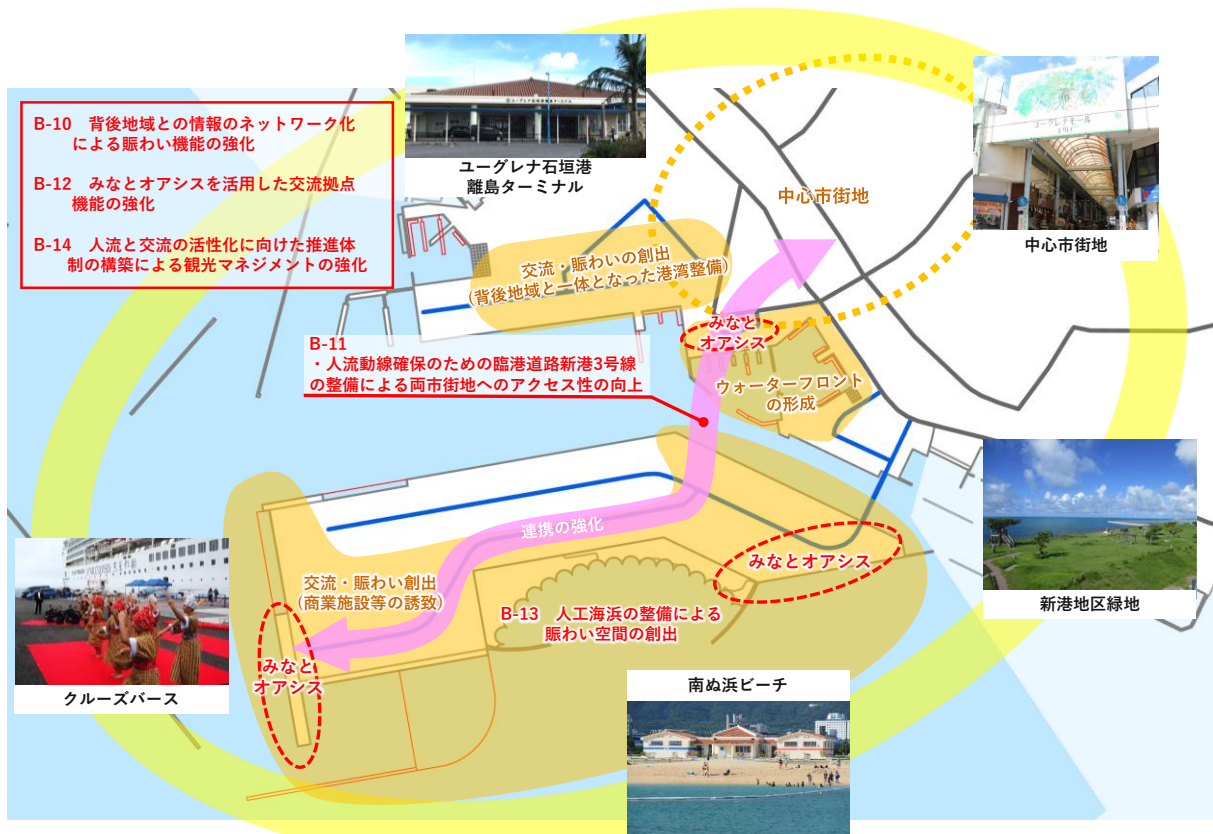 B-10 背後地域との情報のネットワーク化
による賑わい機能の強化
B-12 みなとオアシスを活用した交流拠点
機能の強化
B-14 人流と交流の活性化に向けた推進体
制の構築による観光マネジメントの強化
ユーグレナ石垣港
離島ターミナル
中心市街地
ユーグレナモール
中心市街地
交流・賑わいの創出
(背後地域と一体となった港湾整備)
みなと
オアシス
B-11
・人流動線確保のための臨港道路新港3号線
の整備による両市街地へのアクセス性の向上
ウォーターフロント
の形成
連携の強化
みなとオアシス
新港地区緑地
交流・賑わい創出
(商業施設等の誘致)
B-13 人工海浜の整備による
賑わい空間の創出
みなと
オアシス
クルーズバース
南ぬ浜ビーチ